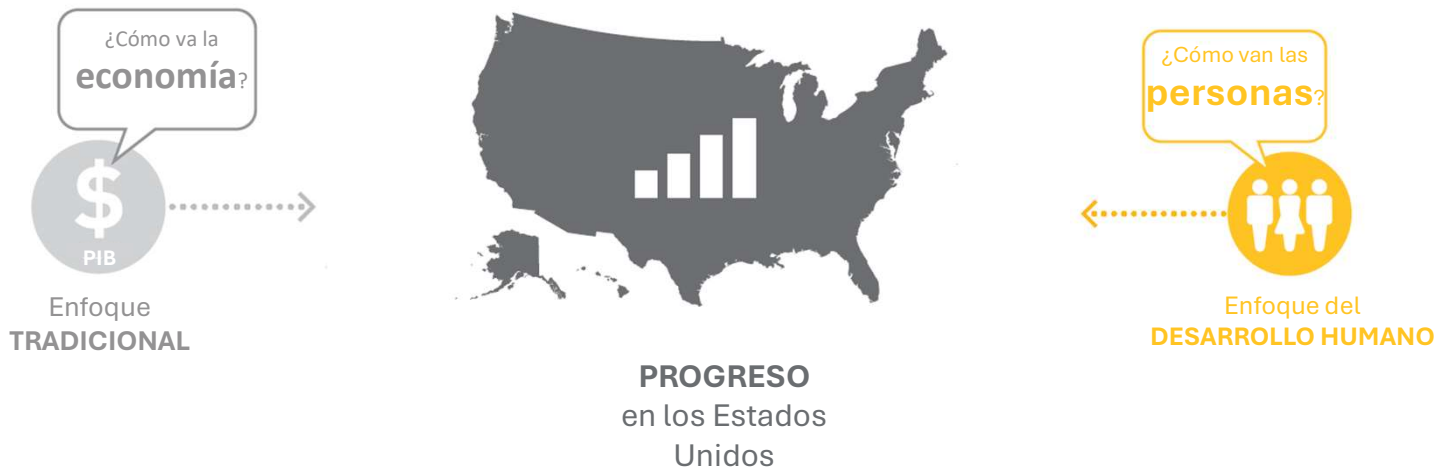 ¿Cómo va la
economía?
$
PIB
Enfoque
TRADICIONAL
PROGRESO
en los Estados
Unidos
¿Cómo van las
personas?
Enfoque del
DESARROLLO HUMANO